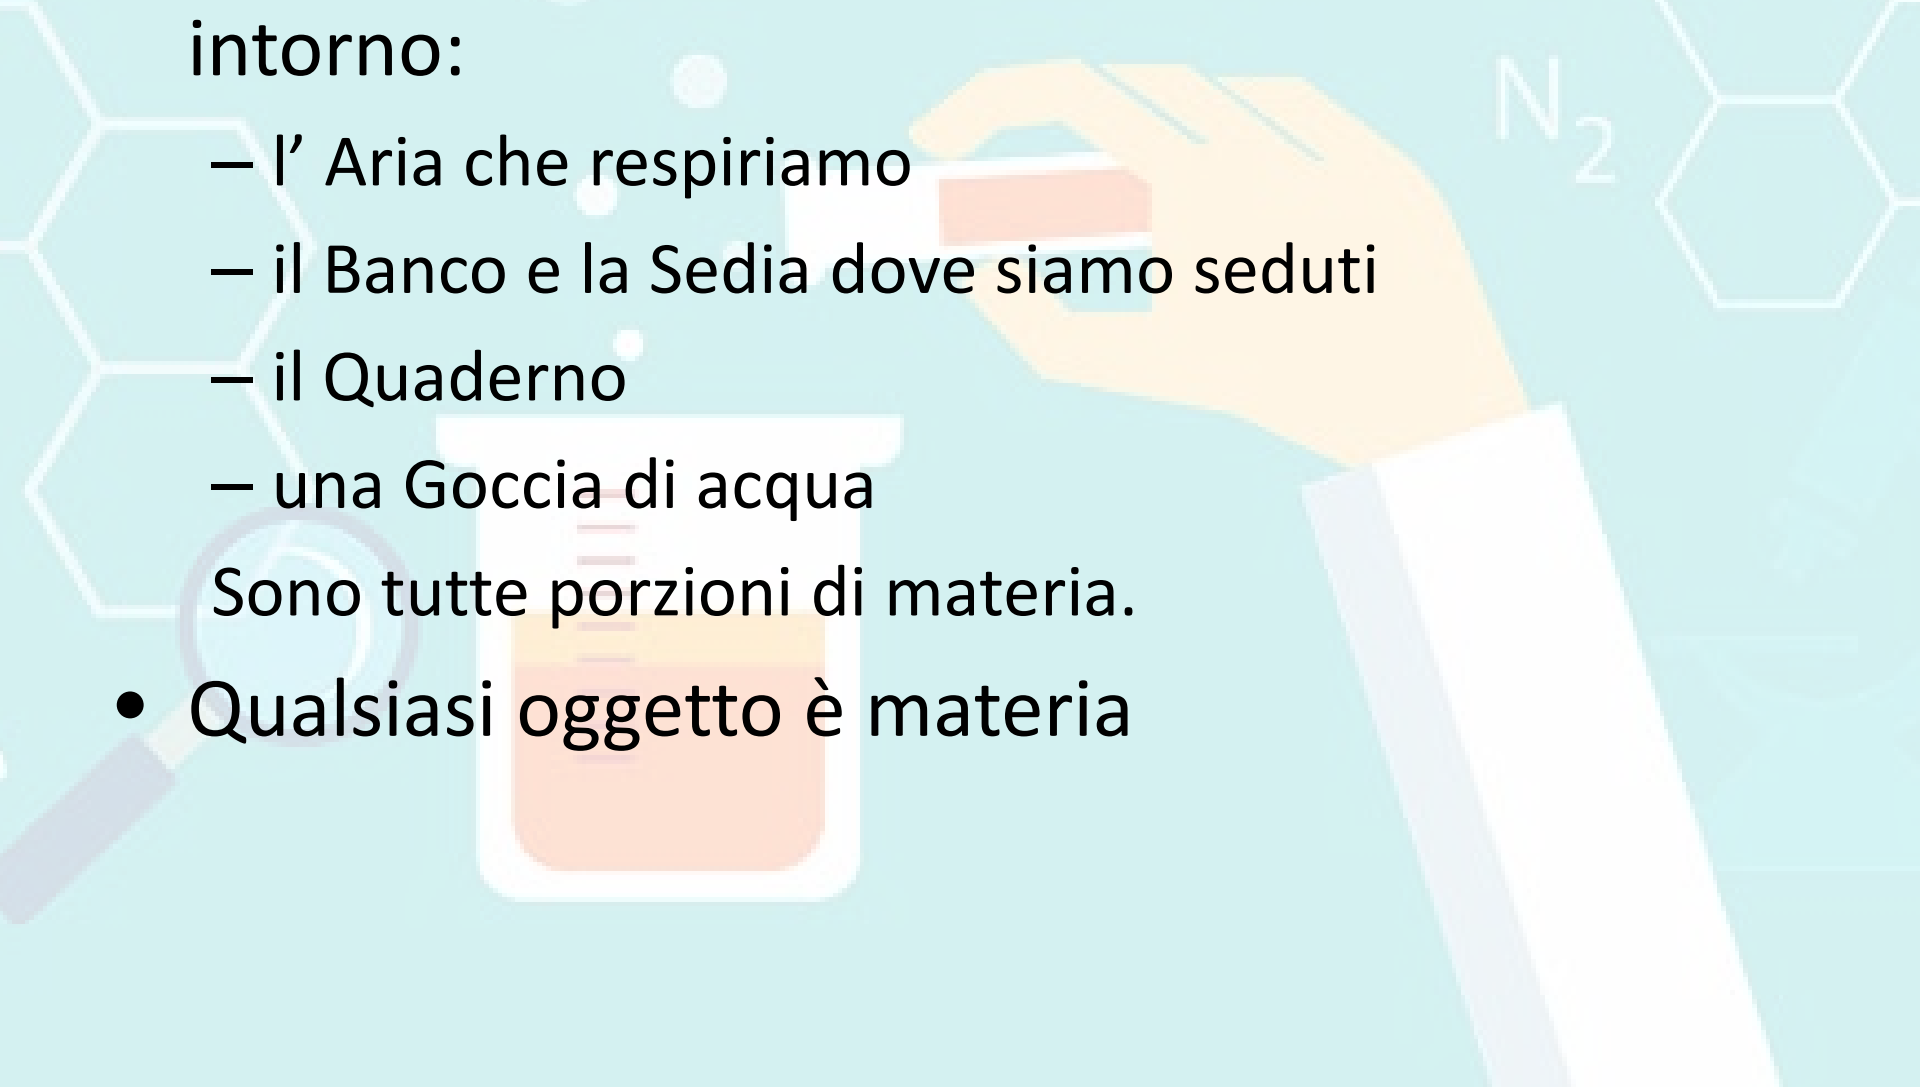 intorno:
– l’ Aria che respiriamo
– il Banco e la Sedia dove siamo seduti
– il Quaderno
– una Goccia di acqua
Sono tutte porzioni di materia.
• Qualsiasi oggetto è materia
N2